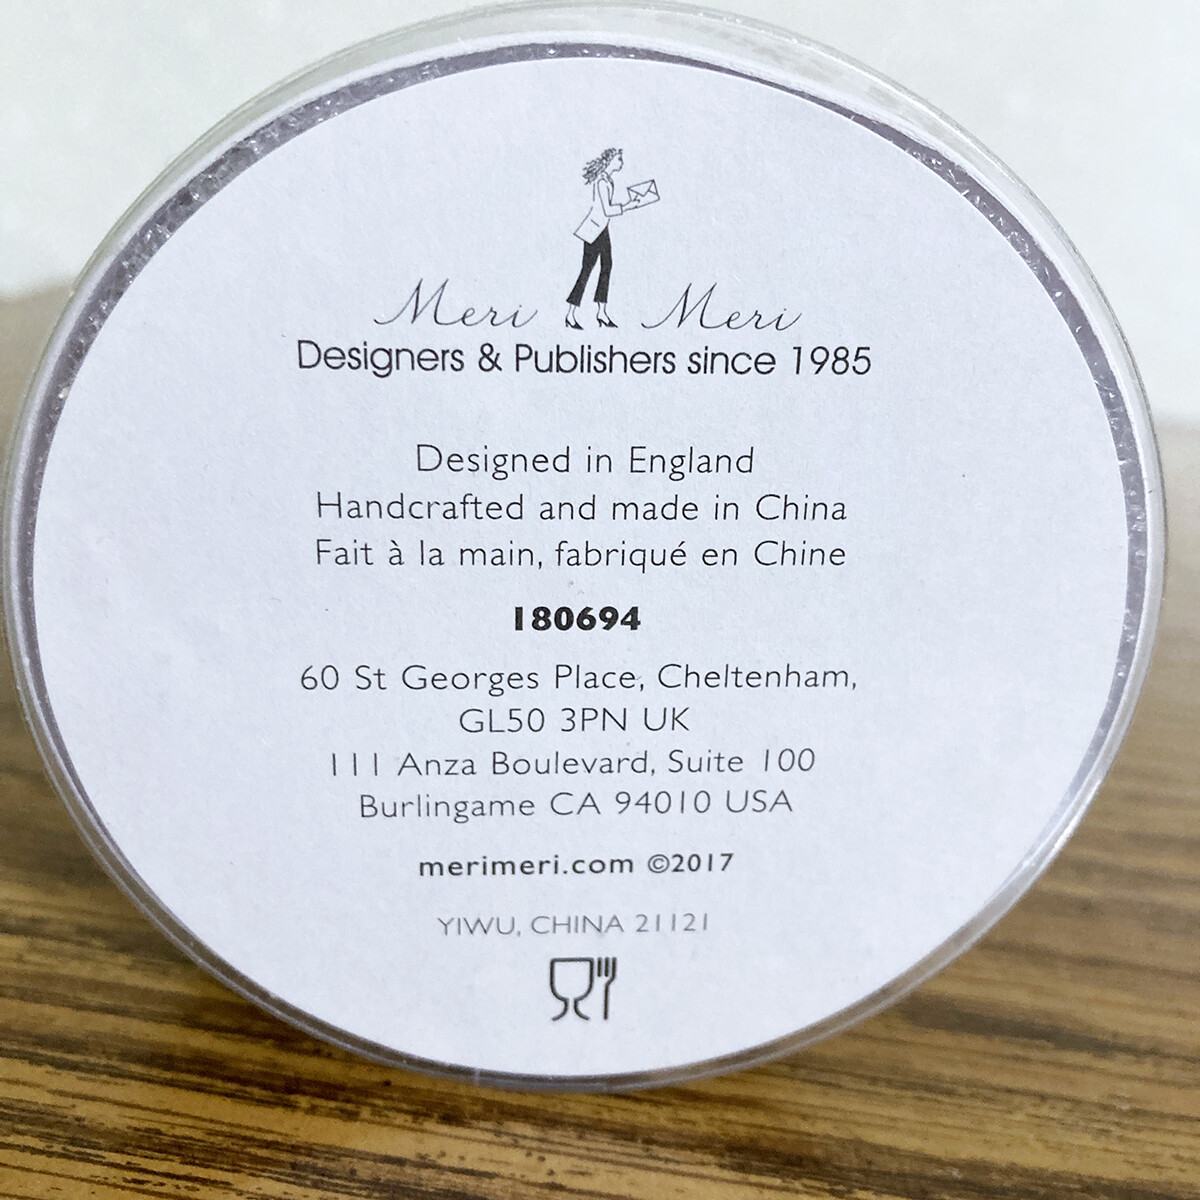 Meri Meri
Designers & Publishers since 1985
Designed in England
Handcrafted and made in China
Fait à la main, fabriqué en Chine
180694
60 St Georges Place, Cheltenham,
GL50 3PN UK
111 Anza Boulevard, Suite 100
Burlingame CA 94010 USA
merimeri.com ©2017
YIWU, CHINA 21121